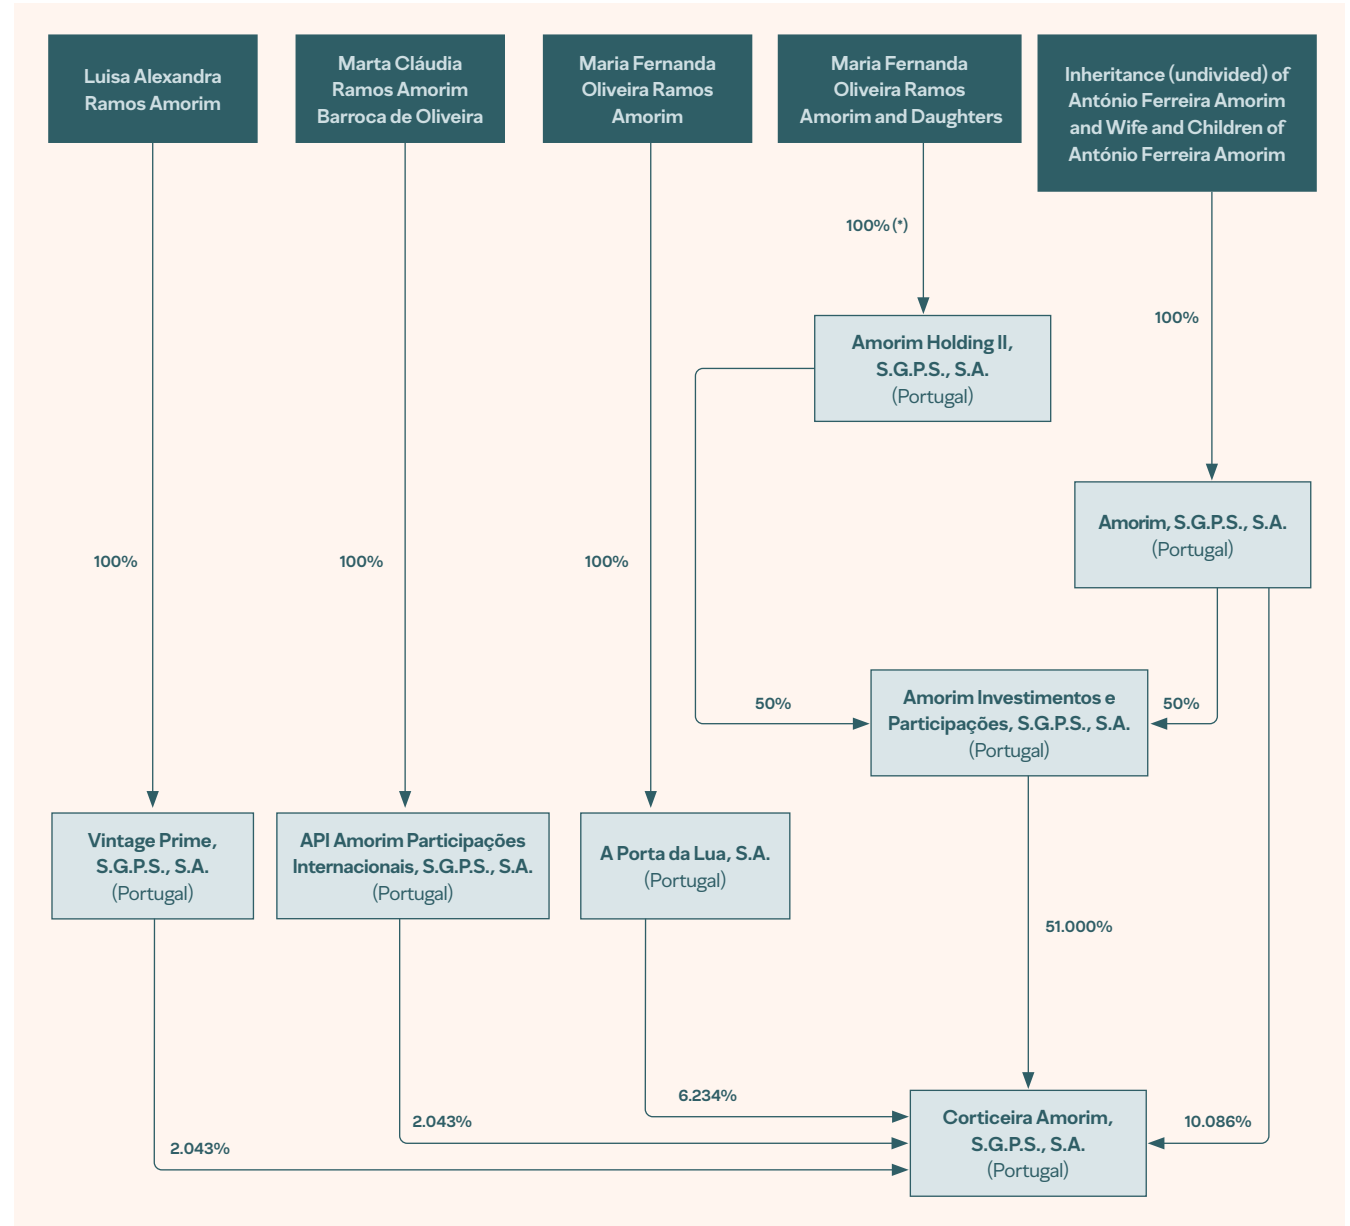 Luisa Alexandra
Ramos Amorim
Marta Cláudia
Ramos Amorim
Barroca de Oliveira
Maria Fernanda
Oliveira Ramos
Amorim
Maria Fernanda
Oliveira Ramos
Amorim and Daughters
Inheritance (undivided) of
António Ferreira Amorim
and Wife and Children of
António Ferreira Amorim
100% (*)
100%
Amorim Holding II,
S.G.P.S., S.A.
(Portugal)
Amorim, S.G.P.S., S.A.
(Portugal)
100%
100%
100%
50%
50%
Amorim Investimentos e
Participações, S.G.P.S., S.A.
(Portugal)
Vintage Prime,
S.G.P.S., S.A.
(Portugal)
API Amorim Participações
Internacionais, S.G.P.S., S.A.
(Portugal)
A Porta da Lua, S.A.
(Portugal)
51.000%
6.234%
2.043%
2.043%
10.086%
Corticeira Amorim,
S.G.P.S., S.A.
(Portugal)